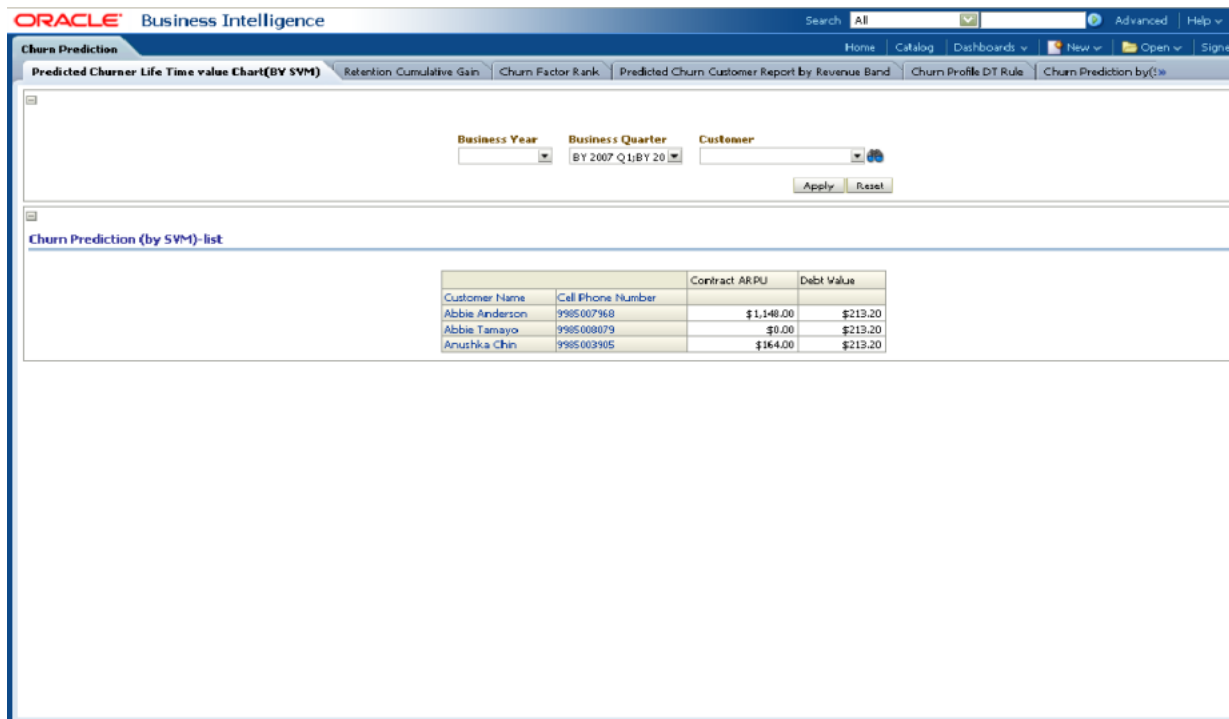 ORACLE Business Intelligence Search All Advanced Help
Churn Prediction Home Catalog Dashboards New Open Signe
Predicted Churner Life Time value Chart(BY SVM) Retention Cumulative Gain Churn Factor Rank Predicted Churn Customer Report by Revenue Band Churn Profile DT Rule Churn Prediction by(
Business Year Business Quarter Customer
BY 2007 Q1;BY 20
Apply Reset
Churn Prediction (by SVM)-list
Contract ARPU Debt Value
Customer Name Cell Phone Number
Abbie Anderson 9985007968 $1,148.00 $213.20
Abbie Tamayo 9985008079 $0.00 $213.20
Anushka Chin 9985003905 $164.00 $213.20